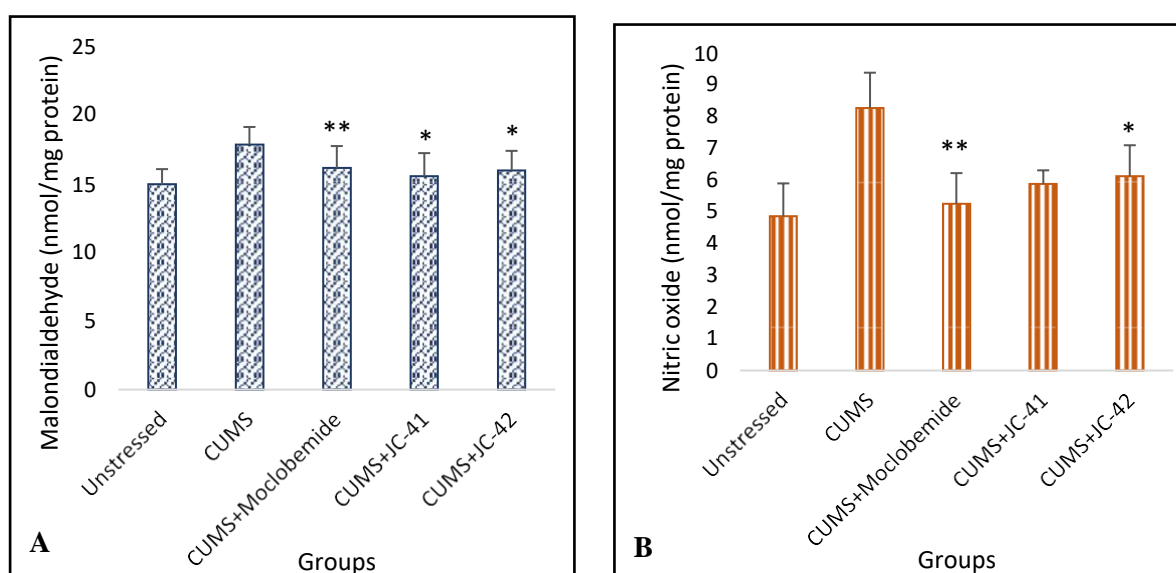 Malondialdehyde (nmol/mg protein)
25
20
15
10
5
0
**
*
*
Unstressed
CUMS
CUMS+Moclobemide
CUMS+JC-41
CUMS+JC-42
Groups
A
Nitric oxide (nmol/mg protein)
10
9
8
7
6
5
4
3
2
1
0
**
*
Unstressed
CUMS
CUMS+Moclobemide
CUMS+JC-41
CUMS+JC-42
Groups
B